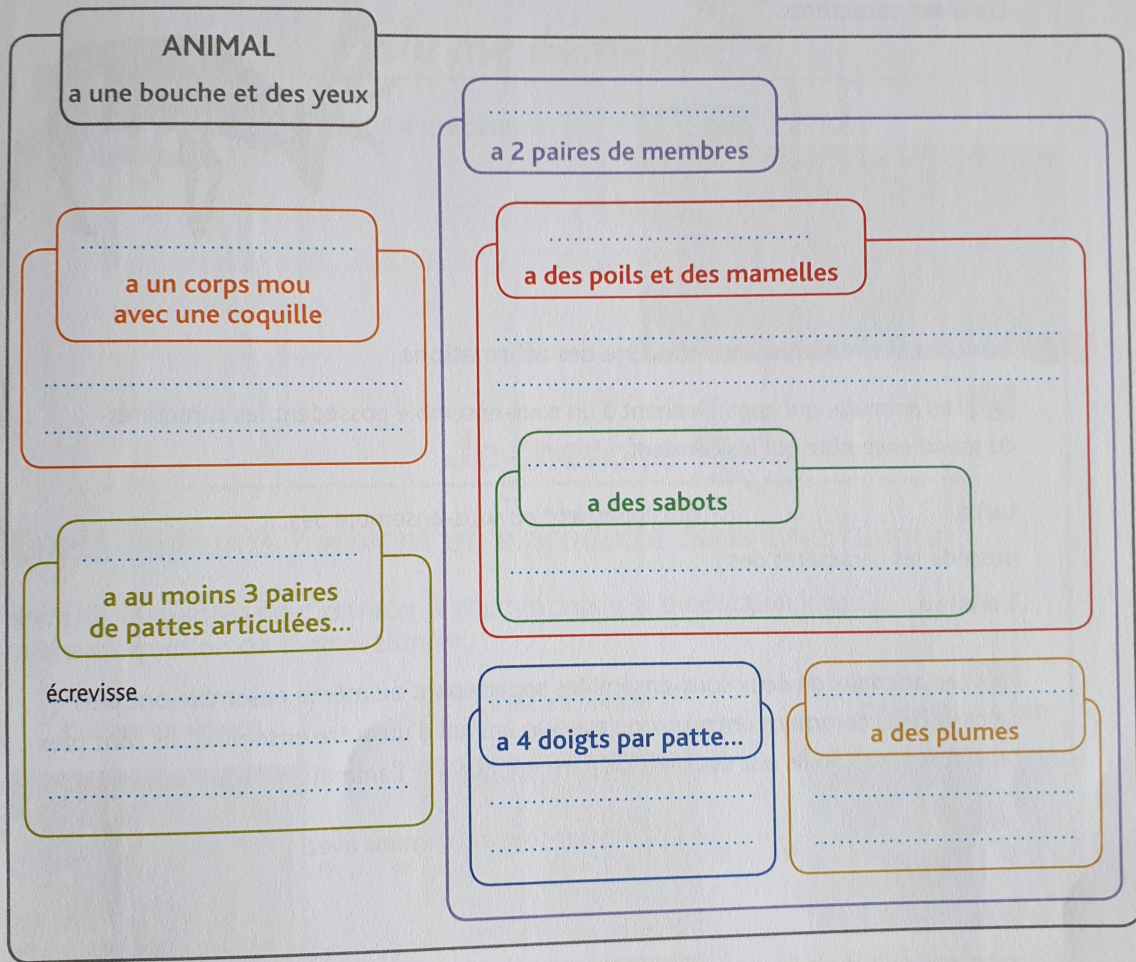 ANIMAL
a une bouche et des yeux
a 2 paires de membres
a un corps mou
avec une coquille
a des poils et des mamelles
a des sabots
a au moins 3 paires
de pattes articulées...
écrevisse
a 4 doigts par patte...
a des plumes